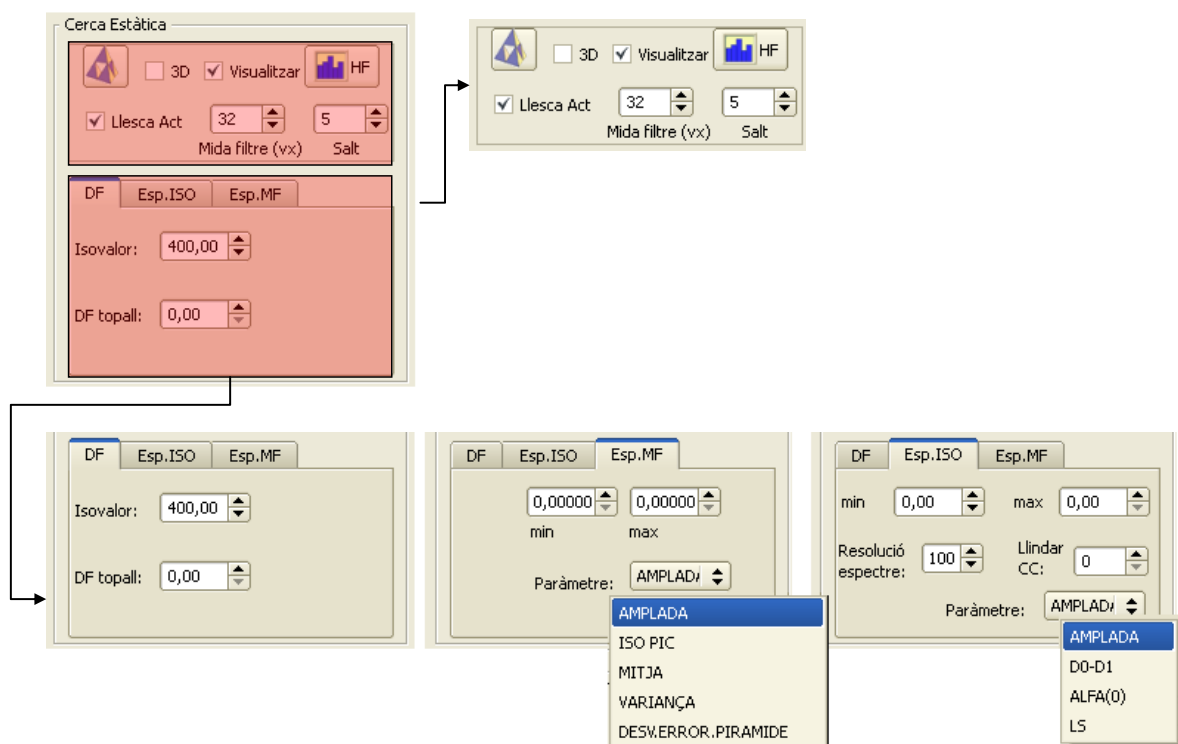 Cerca Estàtica
3D Visualitzar HF
Llesca Act 32 5
Mida filtre (vx) Salt
DF Esp.ISO Esp.MF
Isovalor: 400,00
DF topall: 0,00
3D Visualitzar HF
Llesca Act 32 5
Mida filtre (vx) Salt
DF Esp.ISO Esp.MF
Isovalor: 400,00
DF topall: 0,00
DF Esp.ISO Esp.MF
0,00000 0,00000
min max
Paràmetre: AMPLADA
AMPLADA
ISO PIC
MITJA
VARIANÇA
DESV.ERROR.PIRAMIDE
DF Esp.ISO Esp.MF
min 0,00 max 0,00
Resolució
espectre: 100
Llindar
CC: 0
Paràmetre: AMPLADA
AMPLADA
D0-D1
ALFA(0)
LS